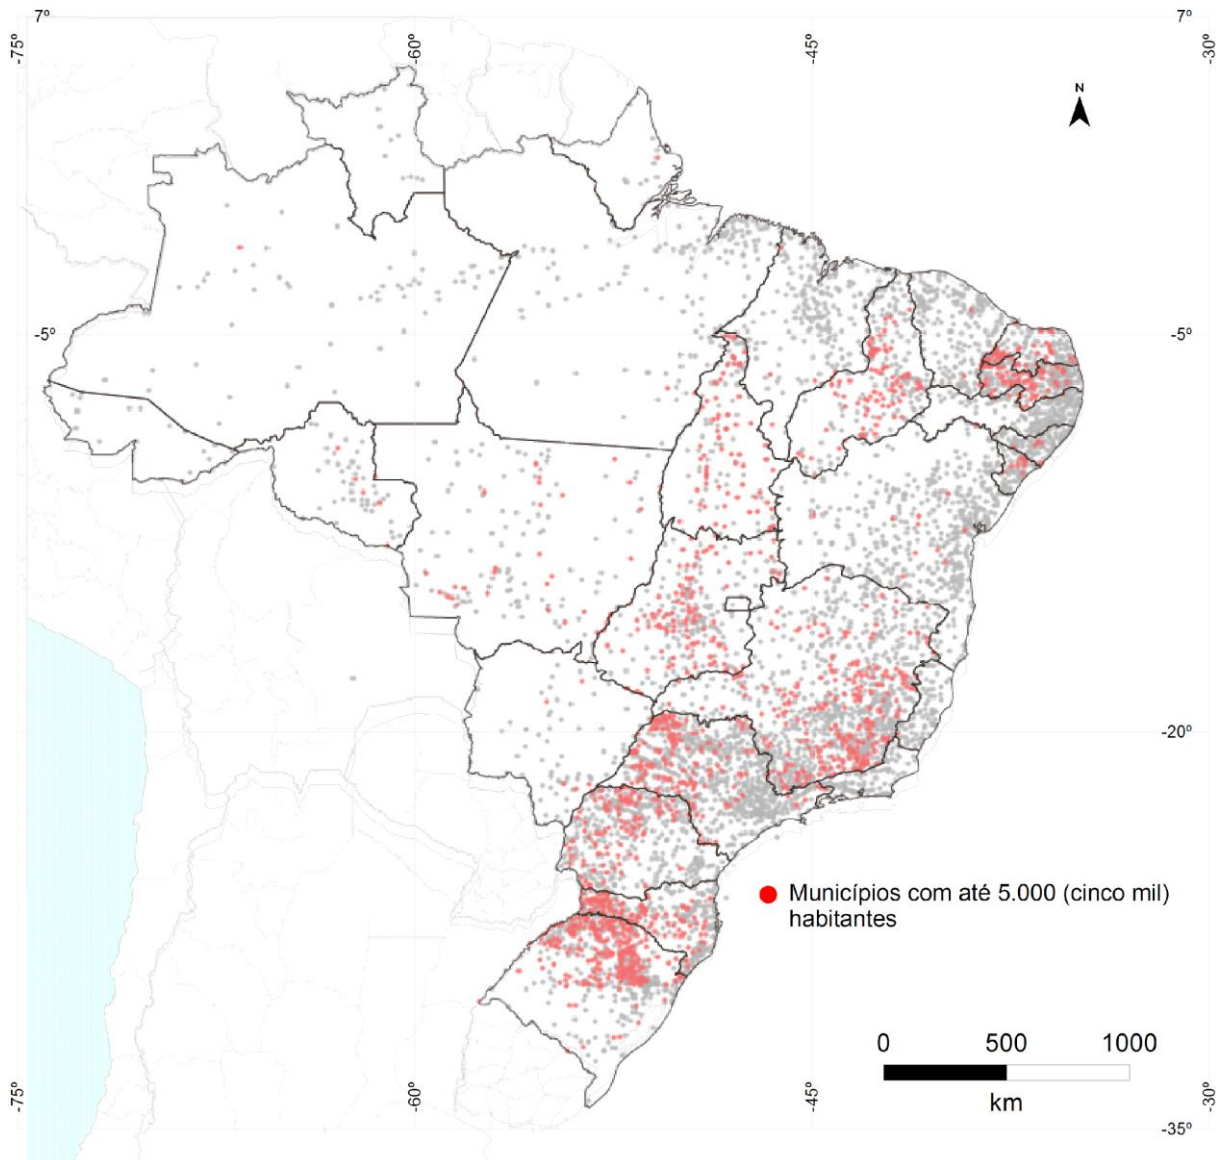 7º
7º
-75º
-60º
-45º
-30º
N
-5º
-5º
-20º
Municípios com até 5.000 (cinco mil)
habitantes
0 500 1000
km
-75º
-60º
-45º
-30º
-35º